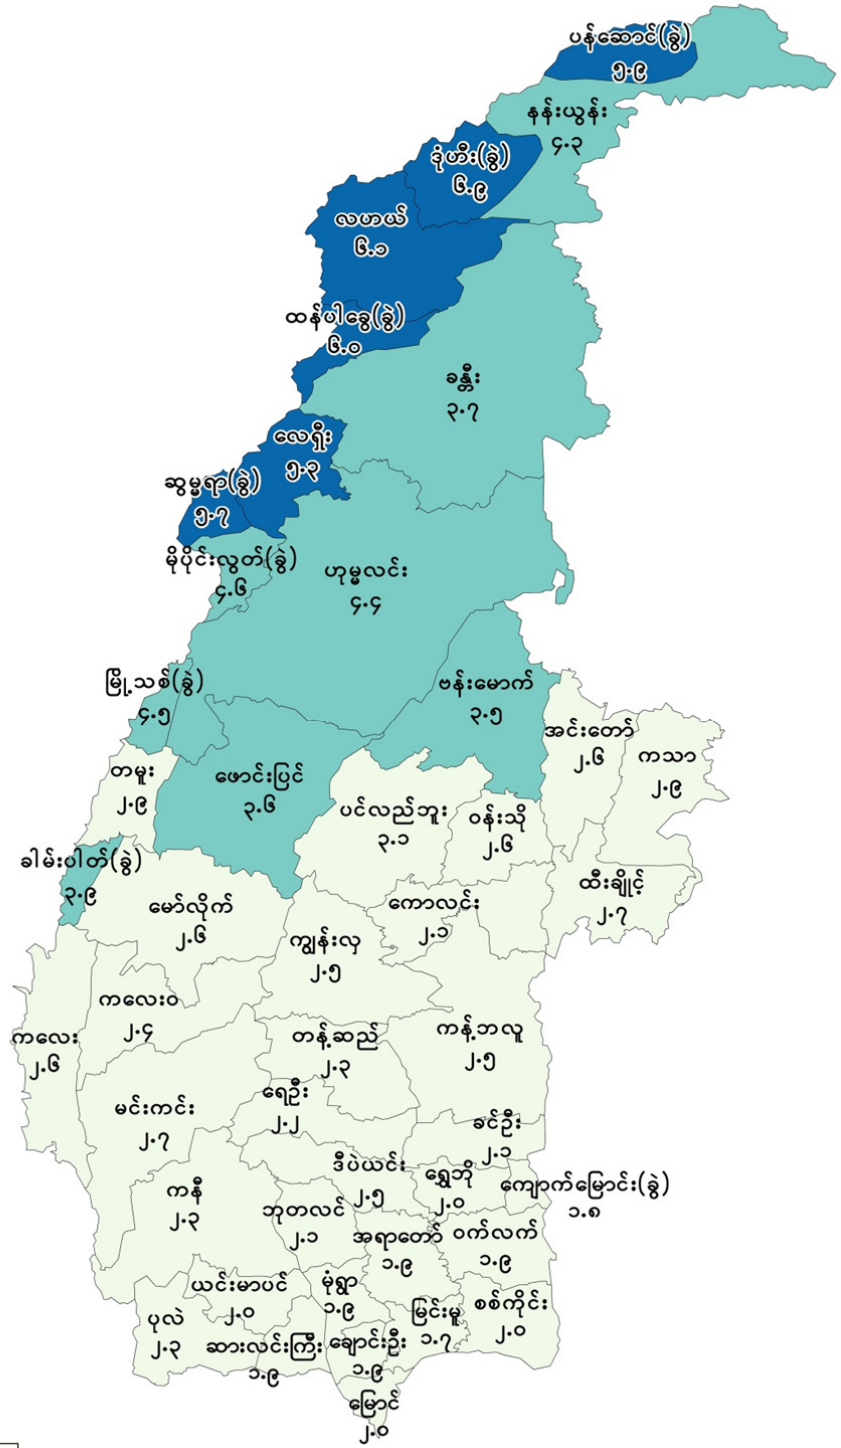 ပန်ဆောင်(ခွဲ)
၅.၉
နန်းယွန်း
၄.၃
ဒုံဟီး(ခွဲ)
၆.၉
လဟယ်
၆.၁
ထန်ပါခွေ(ခွဲ)
၆.၀
ခန္တီး
၃.၇
လေရှီး
၅.၃
ဆွမ္မရာ(ခွဲ)
၅.၇
မိုပိုင်းလွတ်(ခွဲ)
၄.၆
ဟုမ္မလင်း
၄.၄
မြို့သစ်(ခွဲ)
၄.၅
ဗန်းမောက်
၃.၅
အင်းတော်
၂.၆
ကသာ
၂.၉
တမူး
၂.၉
ဖောင်းပြင်
၃.၆
ပင်လည်ဘူး
၃.၁
ဝန်းသို
၂.၆
ခါမ်းပါတ်(ခွဲ)
၃.၉
ထီးချိုင့်
၂.၇
မော်လိုက်
၂.၆
ကောလင်း
၂.၁
ကျွန်းလှ
၂.၅
ကလေးဝ
၂.၄
ကလေး
၂.၆
တန့်ဆည်
၂.၃
ကန့်ဘလူ
၂.၅
မင်းကင်း
၂.၇
ရေဦး
၂.၂
ခင်ဦး
၂.၁
ဒီပဲယင်း
၂.၅
ရွှေဘို
၂.၀
ကျောက်မြောင်း(ခွဲ)
၁.၈
ကနီ
၂.၃
ဘုတလင်
၂.၁
အရာတော်
၁.၉
ဝက်လက်
၁.၉
ယင်းမာပင်
၂.၀
မုံရွာ
၁.၉
မြင်းမူ
၁.၇
စစ်ကိုင်း
၂.၀
ပုလဲ
၂.၃
ဆားလင်းကြီး
၁.၉
ချောင်းဦး
၁.၉
မြောင်
၂.၀